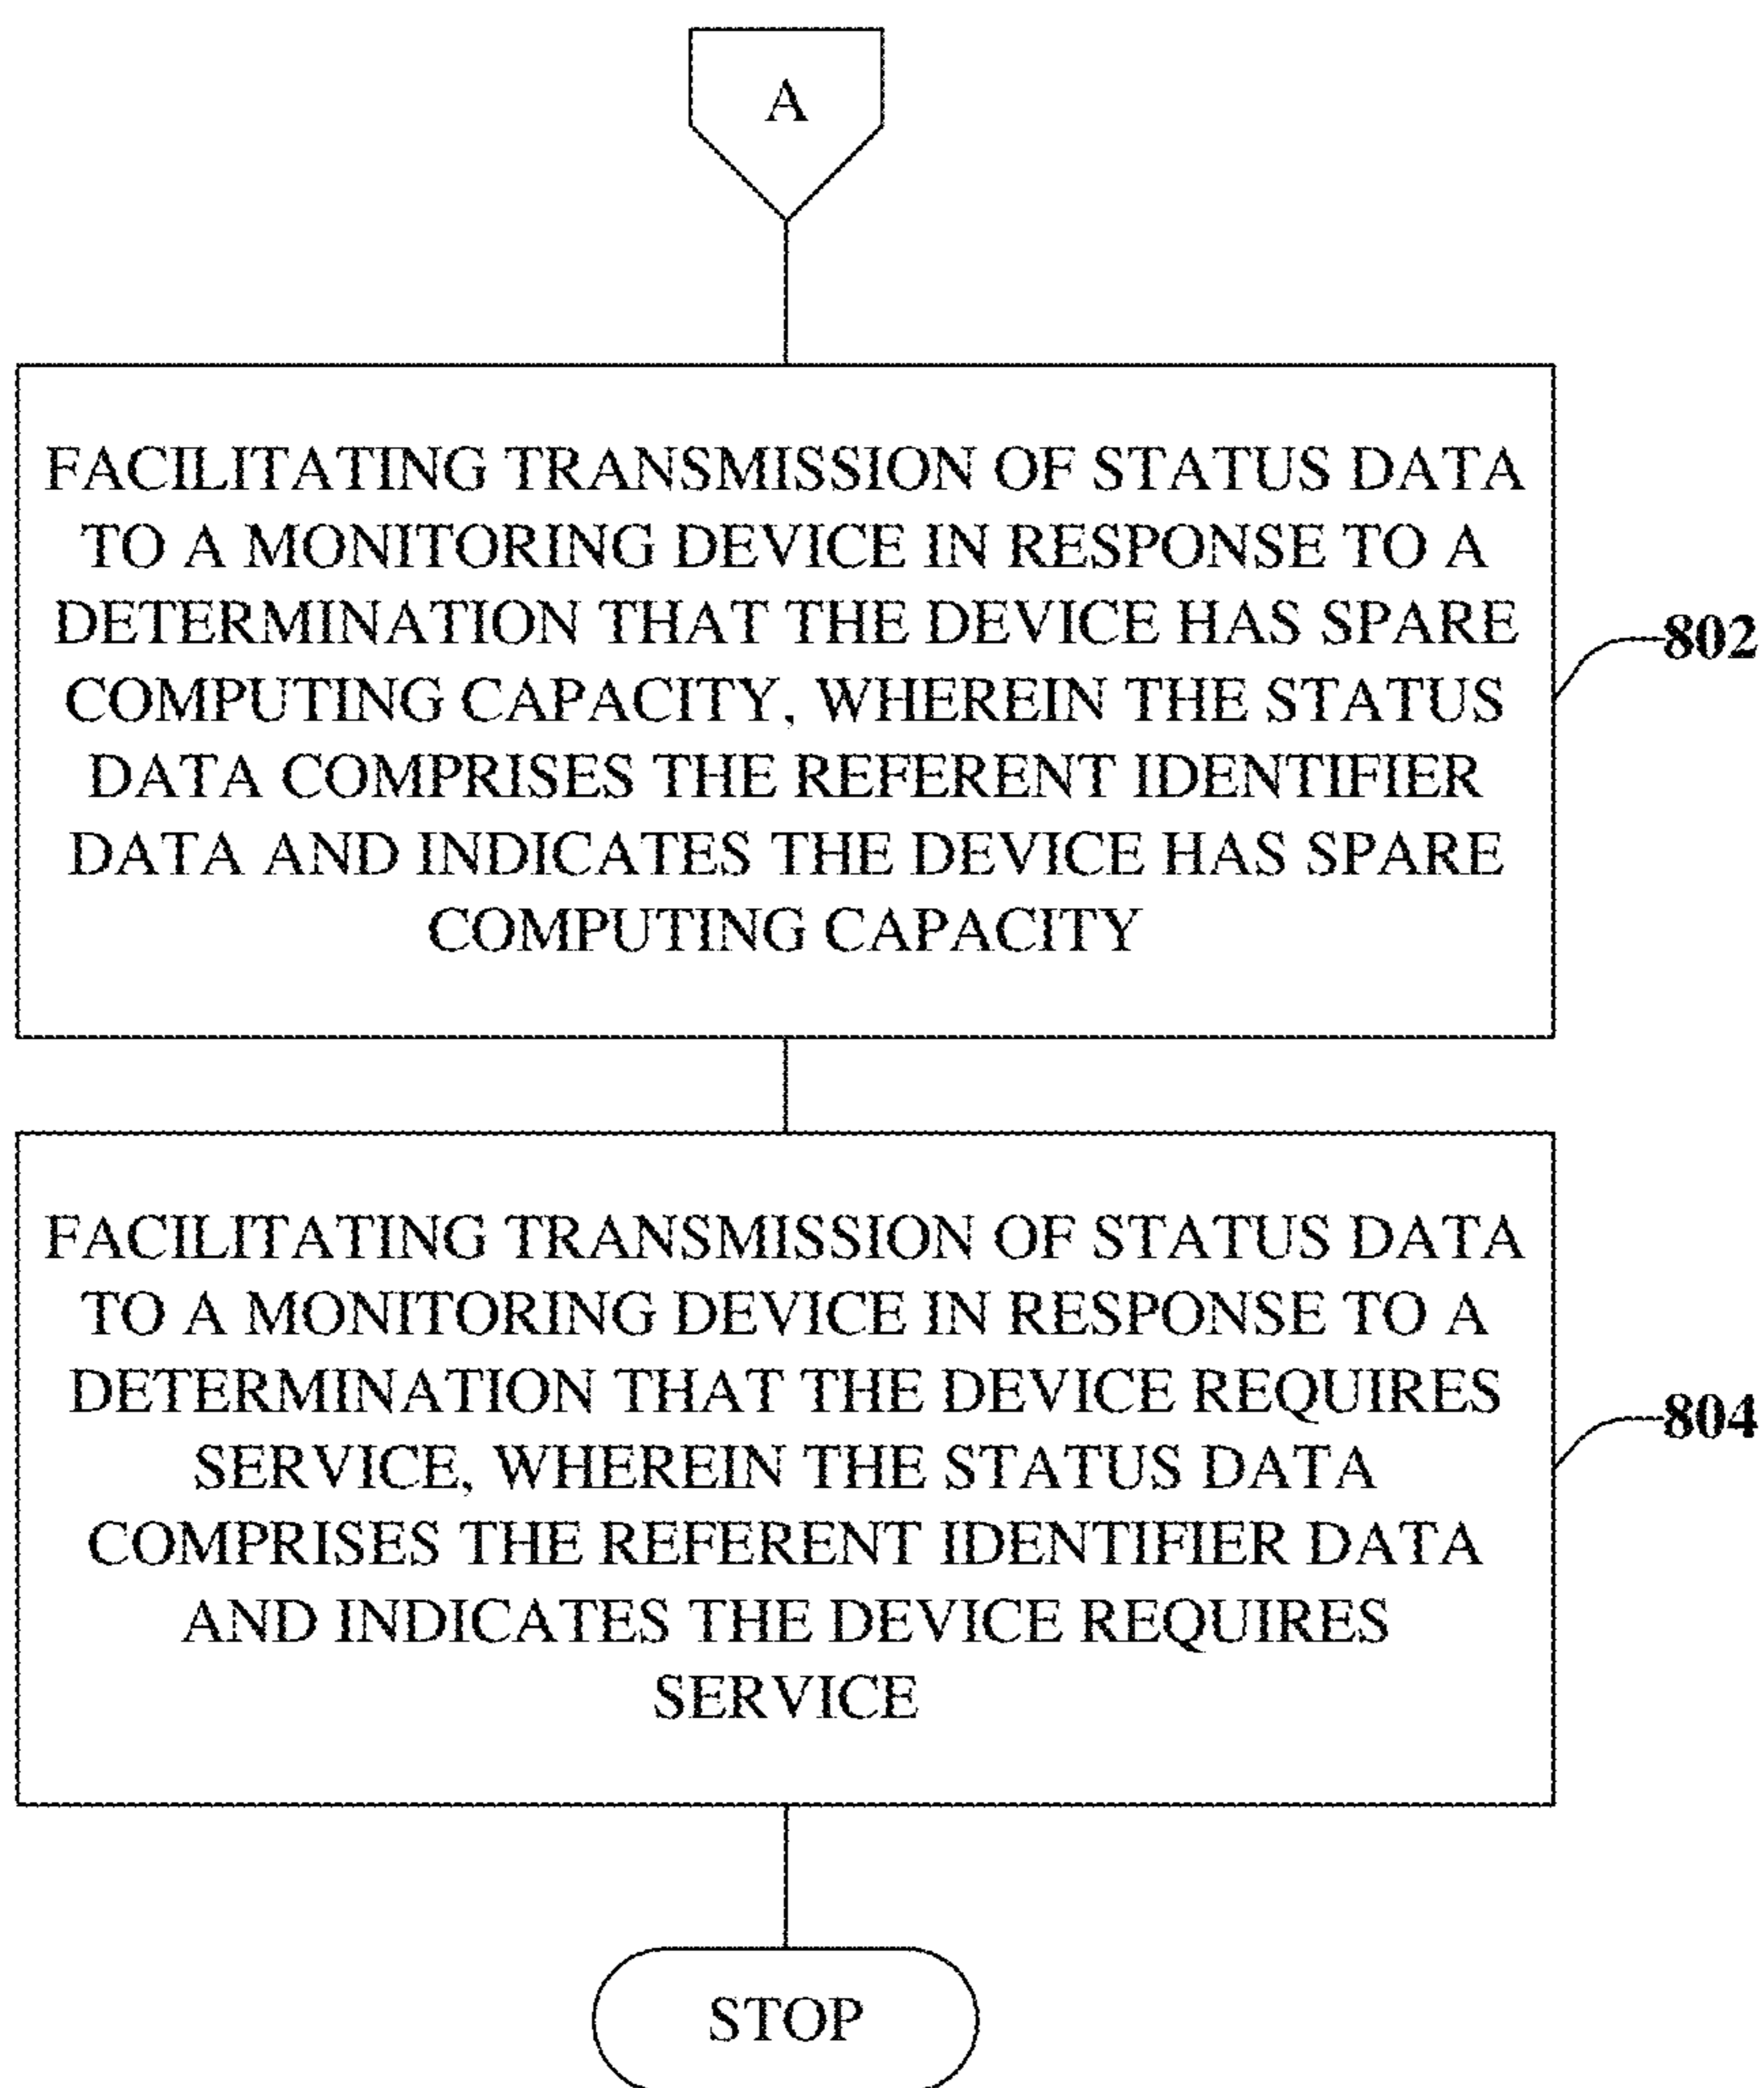 A
FACILITATING TRANSMISSION OF STATUS DATA
TO A MONITORING DEVICE IN RESPONSE TO A
DETERMINATION THAT THE DEVICE HAS SPARE
COMPUTING CAPACITY, WHEREIN THE STATUS
DATA COMPRISES THE REFERENT IDENTIFIER
DATA AND INDICATES THE DEVICE HAS SPARE
COMPUTING CAPACITY
802
FACILITATING TRANSMISSION OF STATUS DATA
TO A MONITORING DEVICE IN RESPONSE TO A
DETERMINATION THAT THE DEVICE REQUIRES
SERVICE, WHEREIN THE STATUS DATA
COMPRISES THE REFERENT IDENTIFIER DATA
AND INDICATES THE DEVICE REQUIRES
SERVICE
804
STOP